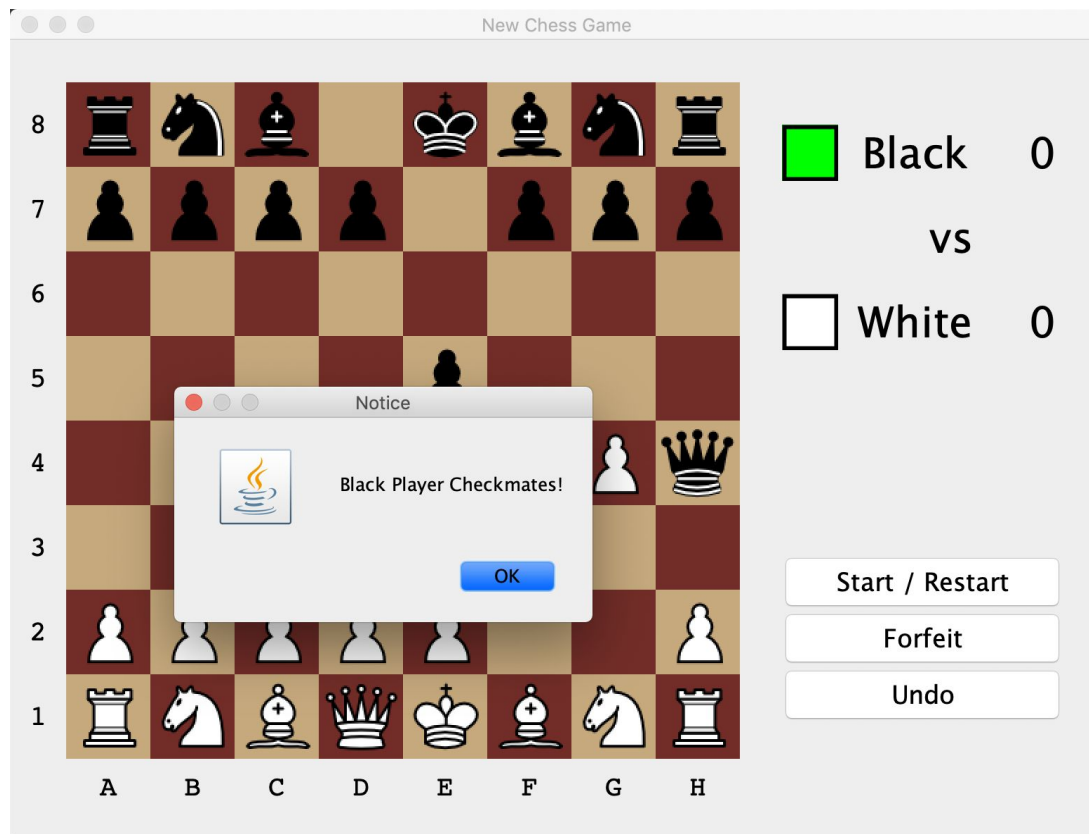 New Chess Game
8
7
6
5
4
3
2
1
A B C D E F G H
Black 0
vs
White 0
Notice
Black Player Checkmates!
OK
Start / Restart
Forfeit
Undo